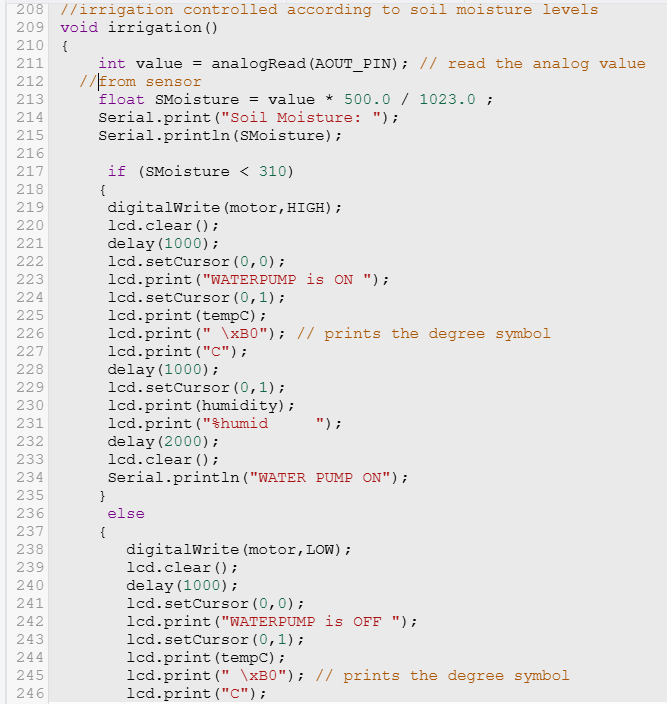 208 //irrigation controlled according to soil moisture levels
209 void irrigation()
210 {
211     int value = analogRead(AOUT_PIN); // read the analog value
212   //from sensor
213     float SMoisture = value * 500.0 / 1023.0 ;
214     Serial.print("Soil Moisture: ");
215     Serial.println(SMoisture);
216
217      if (SMoisture < 310)
218     {
219      digitalWrite(motor,HIGH);
220      lcd.clear();
221      delay(1000);
222      lcd.setCursor(0,0);
223      lcd.print("WATERPUMP is ON ");
224      lcd.setCursor(0,1);
225      lcd.print(tempC);
226      lcd.print(" \xB0"); // prints the degree symbol
227      lcd.print("C");
228      delay(1000);
229      lcd.setCursor(0,1);
230      lcd.print(humidity);
231      lcd.print("%humid     ");
232      delay(2000);
233      lcd.clear();
234      Serial.println("WATER PUMP ON");
235     }
236      else
237     {
238        digitalWrite(motor,LOW);
239        lcd.clear();
240        delay(1000);
241        lcd.setCursor(0,0);
242        lcd.print("WATERPUMP is OFF ");
243        lcd.setCursor(0,1);
244        lcd.print(tempC);
245        lcd.print(" \xB0"); // prints the degree symbol
246        lcd.print("C");